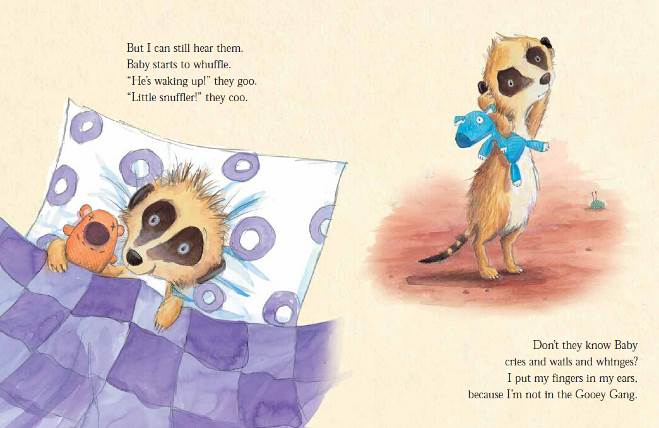 But I can still hear them.
Baby starts to whuffle.
“He’s waking up!” they goo.
“Little snuffler!” they coo.
Don’t they know Baby
cries and wails and whinges?
I put my fingers in my ears,
because I’m not in the Gooey Gang.